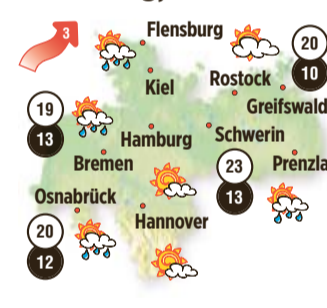 3
Flensburg
20
10
Kiel
Rostock
Greifswald
19
13
Hamburg
Schwerin
Bremen
23
13
Prenzla
Osnabrück
20
12
Hannover